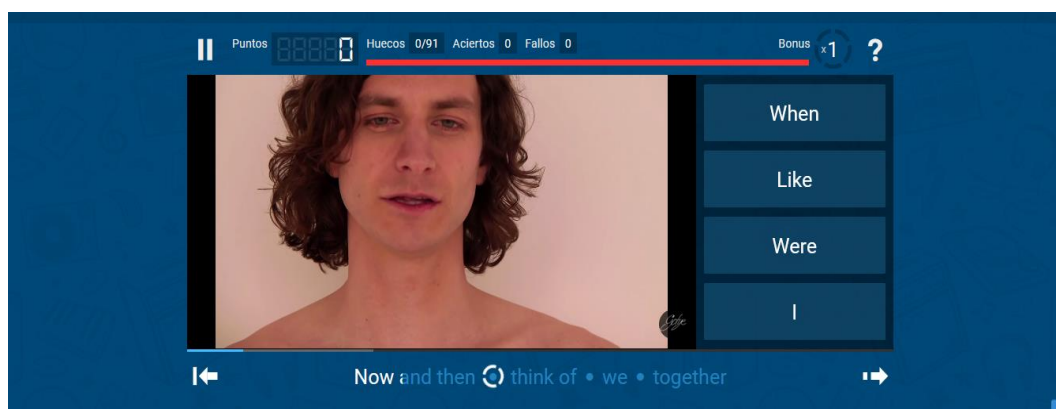 Puntos 0 Huecos 0/91 Aciertos 0 Fallos 0 Bonus x1 ?
When
Like
Were
I
Gotye
Now and then think of • we • together